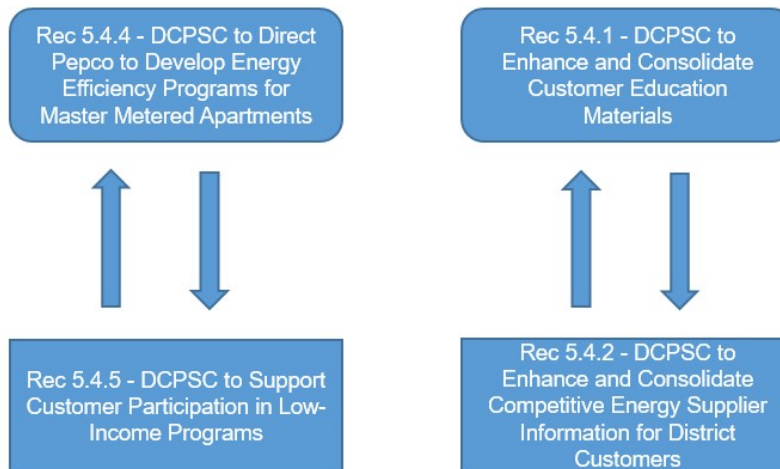 Rec 5.4.4 - DCPSC to Direct
Pepco to Develop Energy
Efficiency Programs for
Master Metered Apartments
Rec 5.4.1 - DCPSC to
Enhance and Consolidate
Customer Education
Materials
Rec 5.4.5 - DCPSC to Support
Customer Participation in Low-
Income Programs
Rec 5.4.2 - DCPSC to
Enhance and Consolidate
Competitive Energy Supplier
Information for District
Customers